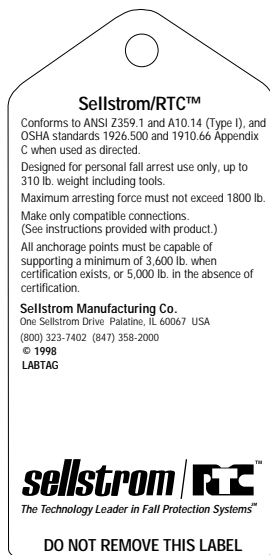 Sellstrom/RTC™
Conforms to ANSI Z359.1 and A10.14 (Type I), and
OSHA standards 1926.500 and 1910.66 Appendix
C when used as directed.
Designed for personal fall arrest use only, up to
310 lb. weight including tools.
Maximum arresting force must not exceed 1800 lb.
Make only compatible connections.
(See instructions provided with product.)
All anchorage points must be capable of
supporting a minimum of 3,600 lb. when
certification exists, or 5,000 lb. in the absence of
certification.
Sellstrom Manufacturing Co.
One Sellstrom Drive Palatine, IL 60067 USA
(800) 323-7402 (847) 358-2000
© 1998
LABTAG
sellstrom RTC™
The Technology Leader in Fall Protection Systems™
DO NOT REMOVE THIS LABEL